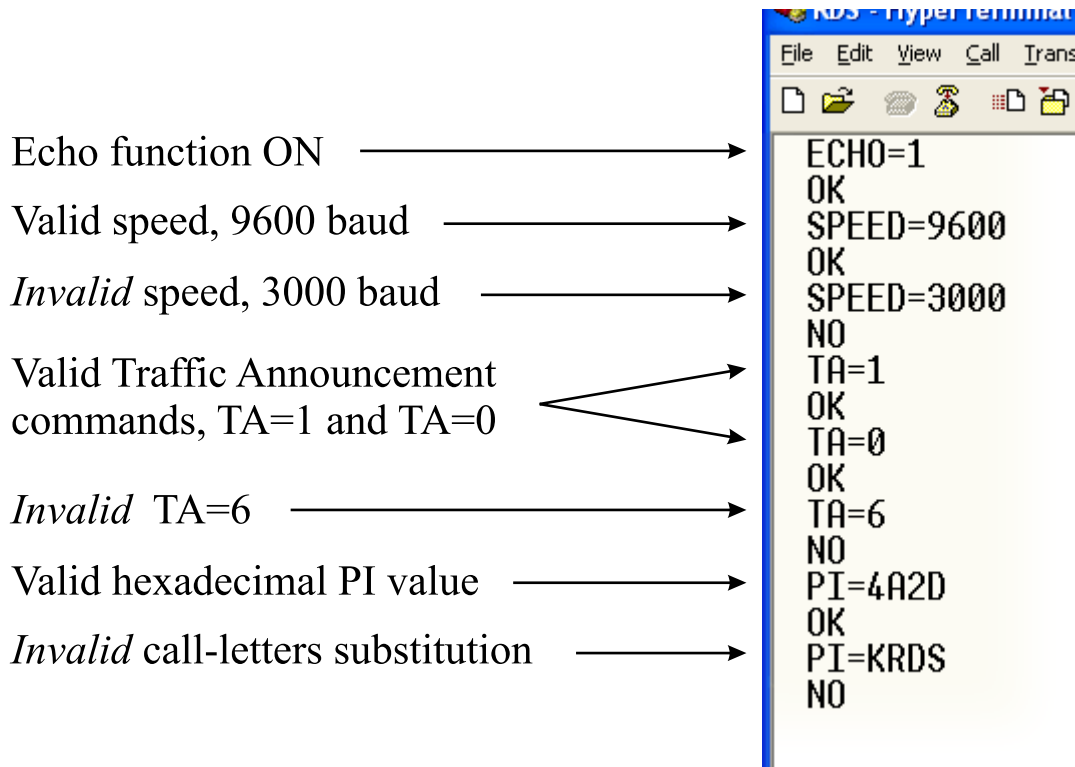 RDS - HyperTerminal
File Edit View Call Trans
Echo function ON
ECHO=1
OK
Valid speed, 9600 baud
SPEED=9600
OK
Invalid speed, 3000 baud
SPEED=3000
NO
Valid Traffic Announcement
commands, TA=1 and TA=0
TA=1
OK
TA=0
OK
Invalid TA=6
TA=6
NO
Valid hexadecimal PI value
PI=4A2D
OK
Invalid call-letters substitution
PI=KRDS
NO